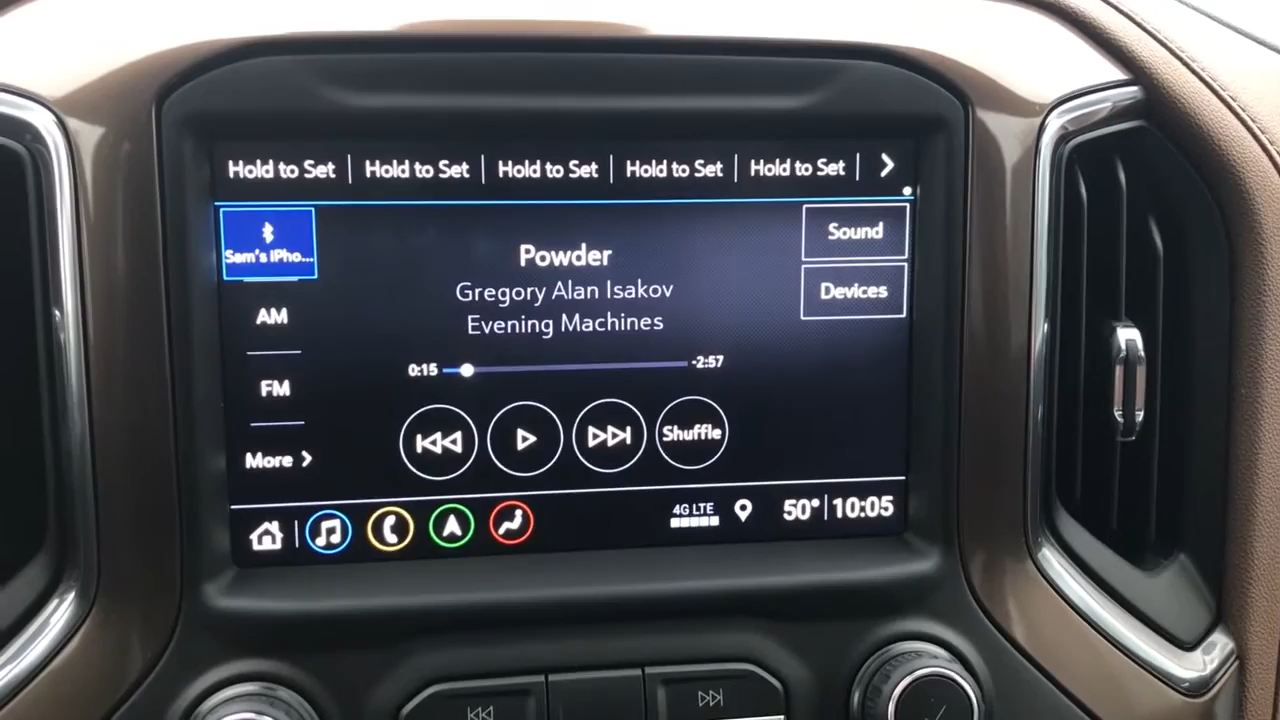 Hold to Set | Hold to Set | Hold to Set | Hold to Set | Hold to Set
Sam's iPho...
Sound
Powder
Gregory Alan Isakov
Devices
AM
Evening Machines
0:15 -2:57
FM
Shuffle
More
4G LTE
50° | 10:05